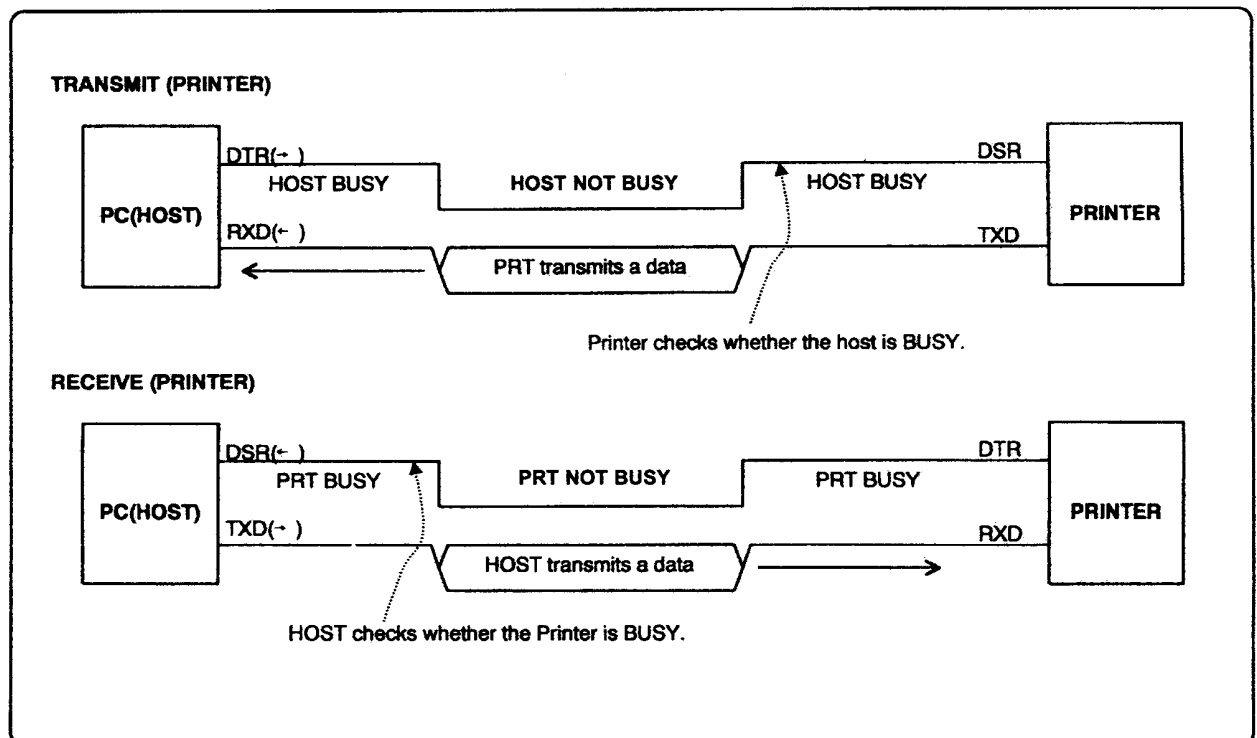 TRANSMIT (PRINTER)
DTR(→ )
DSR
HOST BUSY
HOST NOT BUSY
HOST BUSY
PC(HOST)
PRINTER
RXD(← )
TXD
PRT transmits a data
Printer checks whether the host is BUSY.
RECEIVE (PRINTER)
DSR(← )
DTR
PRT BUSY
PRT NOT BUSY
PRT BUSY
PC(HOST)
PRINTER
TXD(→ )
RXD
HOST transmits a data
HOST checks whether the Printer is BUSY.